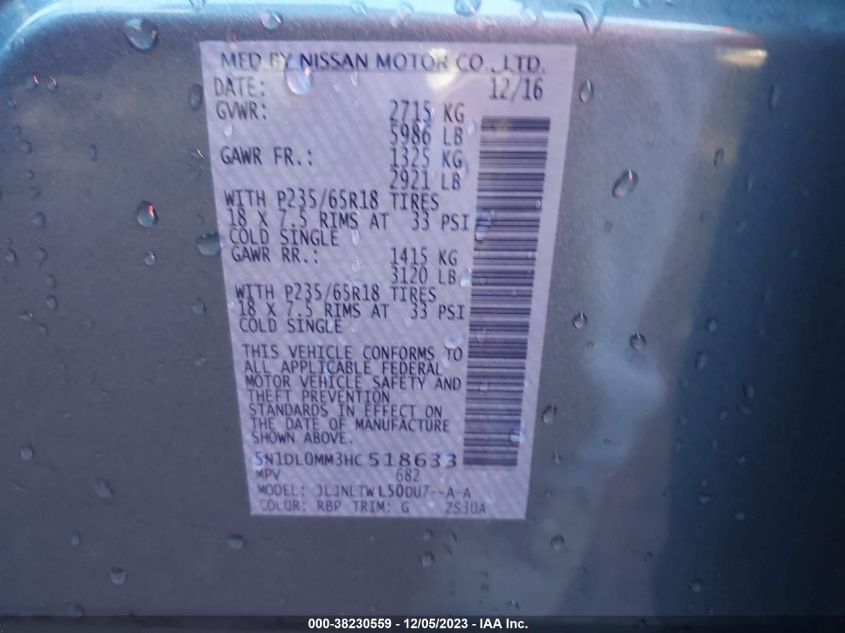 MFD BY NISSAN MOTOR CO., LTD.
DATE: 12/16
GVWR: 2715 KG
5986 LB
GAWR FR.: 1325 KG
2921 LB
WITH P235/65R18 TIRES
18 X 7.5 RIMS AT 33 PSI
COLD SINGLE
GAWR RR.: 1415 KG
3120 LB
WITH P235/65R18 TIRES
18 X 7.5 RIMS AT 33 PSI
COLD SINGLE
THIS VEHICLE CONFORMS TO
ALL APPLICABLE FEDERAL
MOTOR VEHICLE SAFETY AND
THEFT PREVENTION
STANDARDS IN EFFECT ON
THE DATE OF MANUFACTURE
SHOWN ABOVE.
5N1DL0MM3HC518633
MPV 682
MODEL: JLJNLTWL50DU7--A-A
COLOR: RBP TRIM: G ZS30A
000-38230559 - 12/05/2023 - IAA Inc.